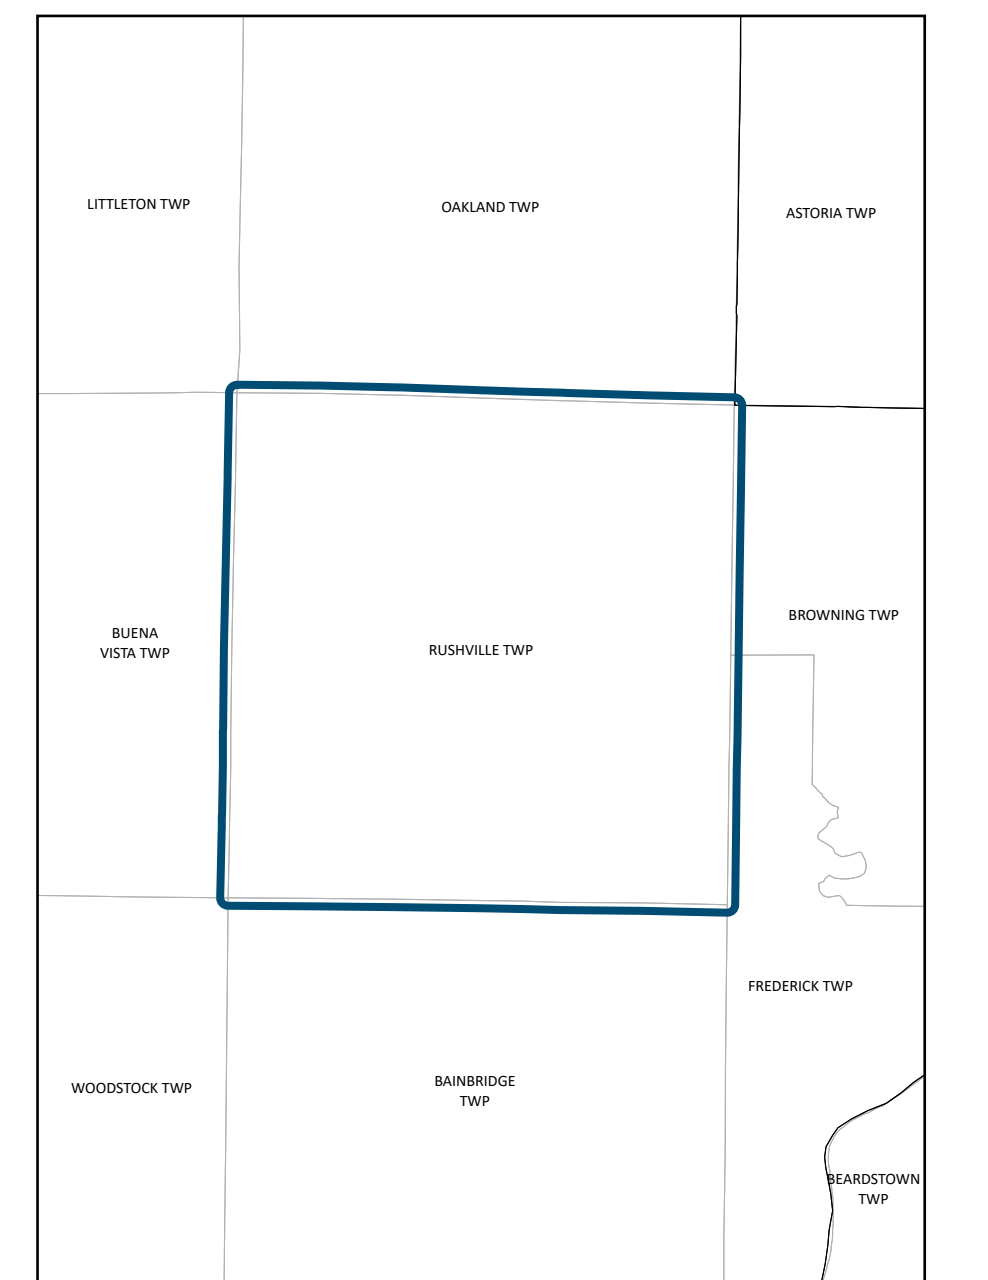 LITTLETON TWP
OAKLAND TWP
ASTORIA TWP
BUENA
VISTA TWP
RUSHVILLE TWP
BROWNING TWP
FREDERICK TWP
WOODSTOCK TWP
BAINBRIDGE
TWP
BEARDSTOWN
TWP